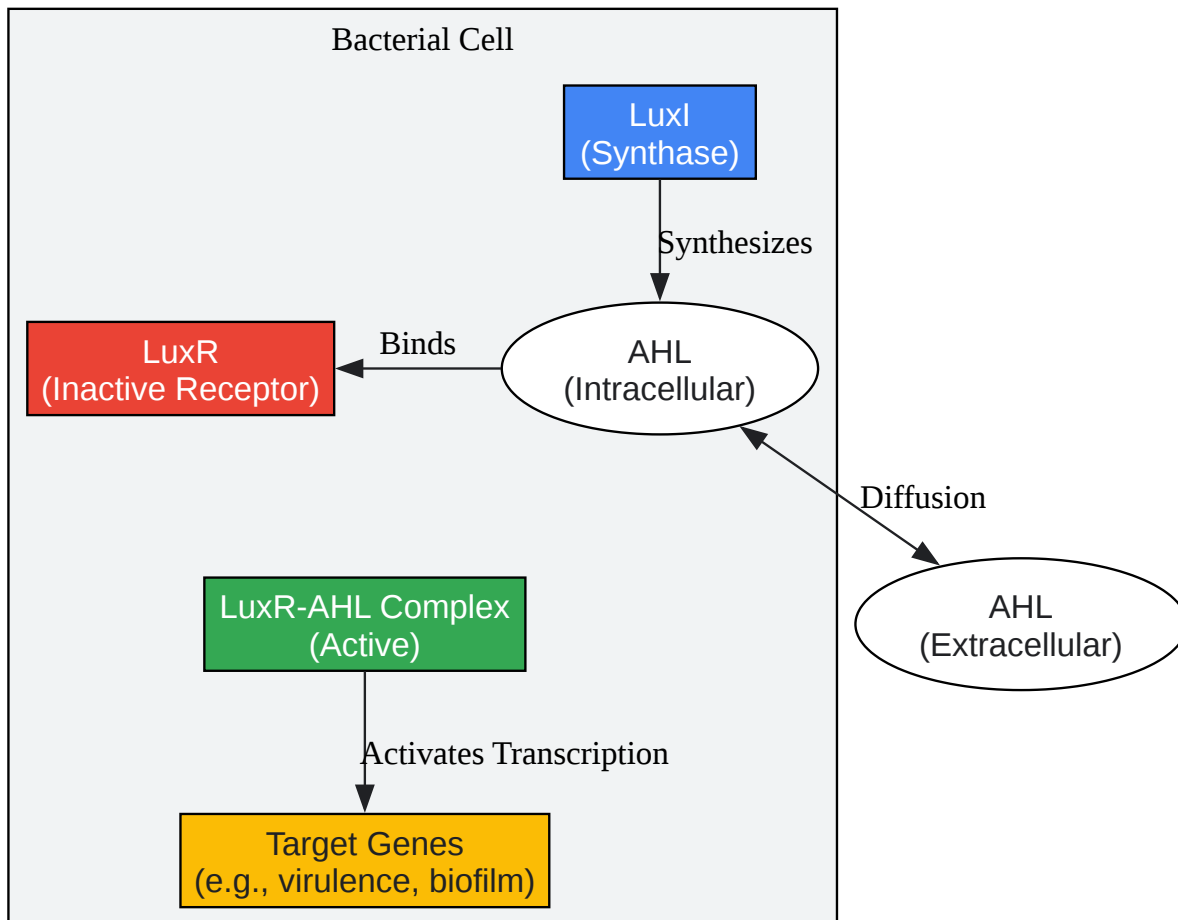 Bacterial Cell
LuxI
(Synthase)
Synthesizes
LuxR
(Inactive Receptor)
Binds
AHL
(Intracellular)
Diffusion
LuxR-AHL Complex
(Active)
AHL
(Extracellular)
Activates Transcription
Target Genes
(e.g., virulence, biofilm)